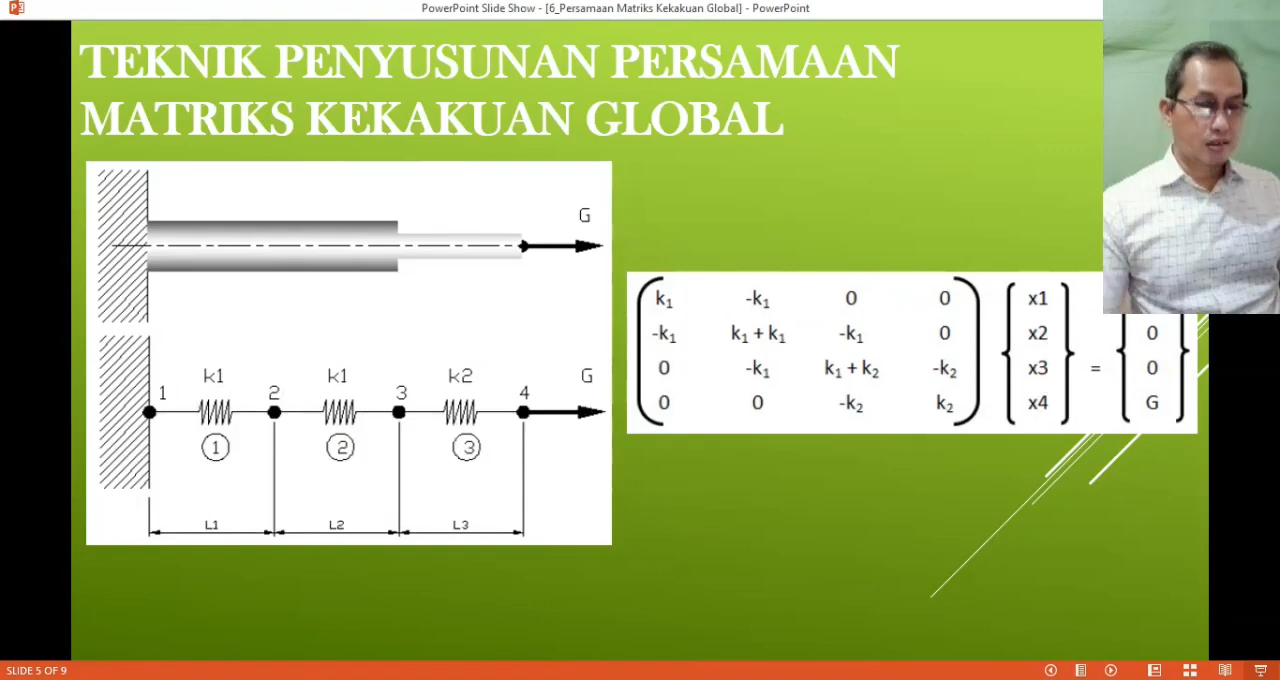 PowerPoint Slide Show - [6_Persamaan Matriks Kekakuan Global] - PowerPoint
TEKNIK PENYUSUNAN PERSAMAAN
MATRIKS KEKAKUAN GLOBAL
G
1 k1 2 k1 3 k2 4 G
1 2 3
L1 L2 L3
k₁ -k₁ 0 0 x1
-k₁ k₁ + k₁ -k₁ 0 x2 0
0 -k₁ k₁ + k₂ -k₂ x3 = 0
0 0 -k₂ k₂ x4 G
SLIDE 5 OF 9